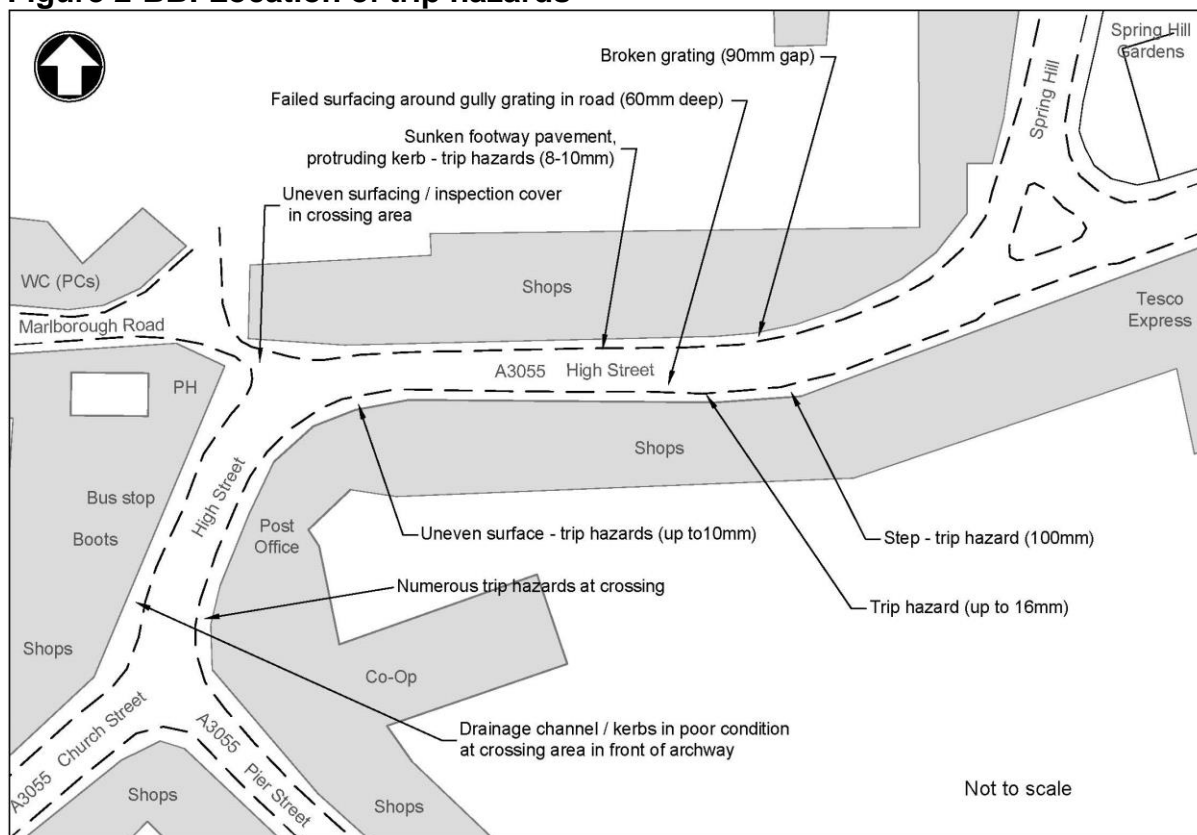 Figure 2-BB: Location of trip hazards
Spring Hill
Gardens
Broken grating (90mm gap)
Spring Hill
Failed surfacing around gully grating in road (60mm deep)
Sunken footway pavement,
protruding kerb - trip hazards (8-10mm)
Uneven surfacing / inspection cover
in crossing area
WC (PCs)
Shops
Tesco
Express
Marlborough Road
A3055 High Street
PH
Shops
High Street
Bus stop
Boots
Post
Office
Uneven surface - trip hazards (up to10mm)
Step - trip hazard (100mm)
Numerous trip hazards at crossing
Trip hazard (up to 16mm)
Shops
Co-Op
Drainage channel / kerbs in poor condition
at crossing area in front of archway
A3055 Church Street
A3055 Pier Street
Shops
Shops
Not to scale